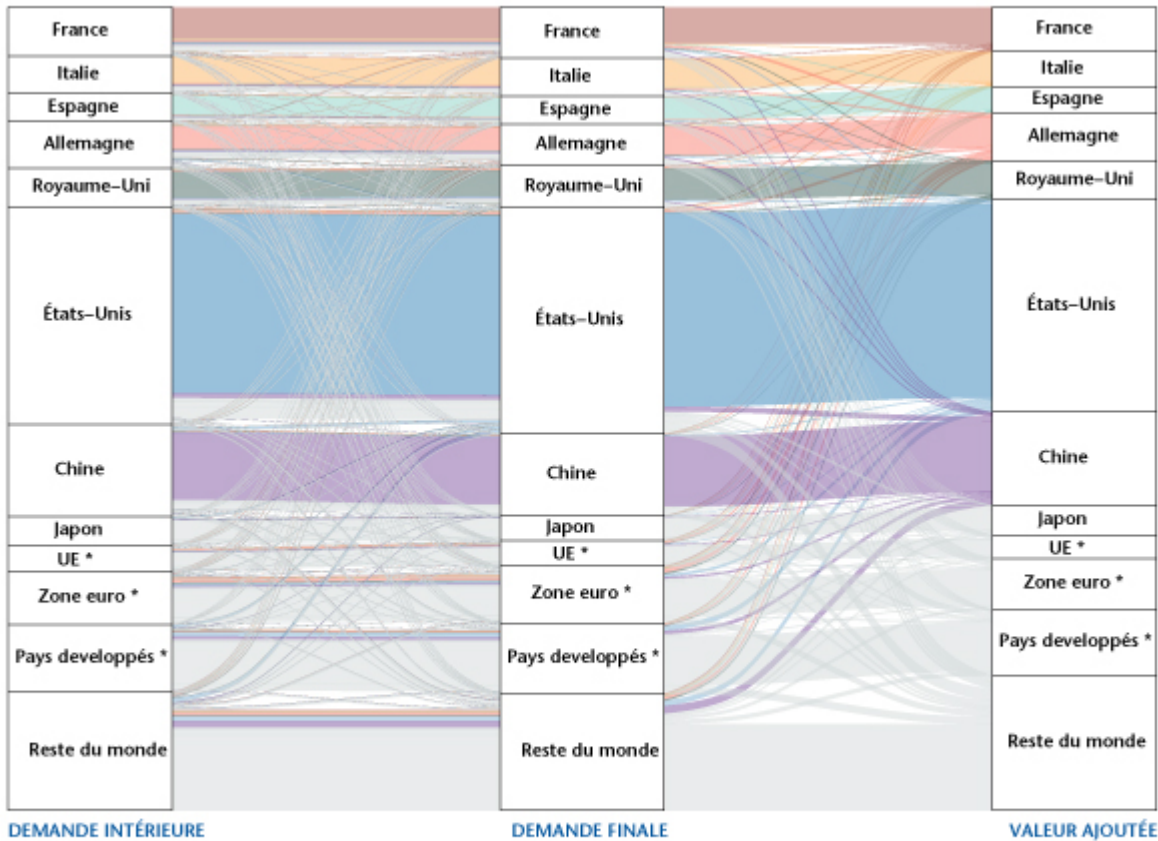 France
Italie
Espagne
Allemagne
Royaume–Uni
États–Unis
Chine
Japon
UE *
Zone euro *
Pays developpés *
Reste du monde
DEMANDE INTÉRIEURE
France
Italie
Espagne
Allemagne
Royaume–Uni
États–Unis
Chine
Japon
UE *
Zone euro *
Pays developpés *
Reste du monde
DEMANDE FINALE
France
Italie
Espagne
Allemagne
Royaume–Uni
États–Unis
Chine
Japon
UE *
Zone euro *
Pays developpés *
Reste du monde
VALEUR AJOUTÉE